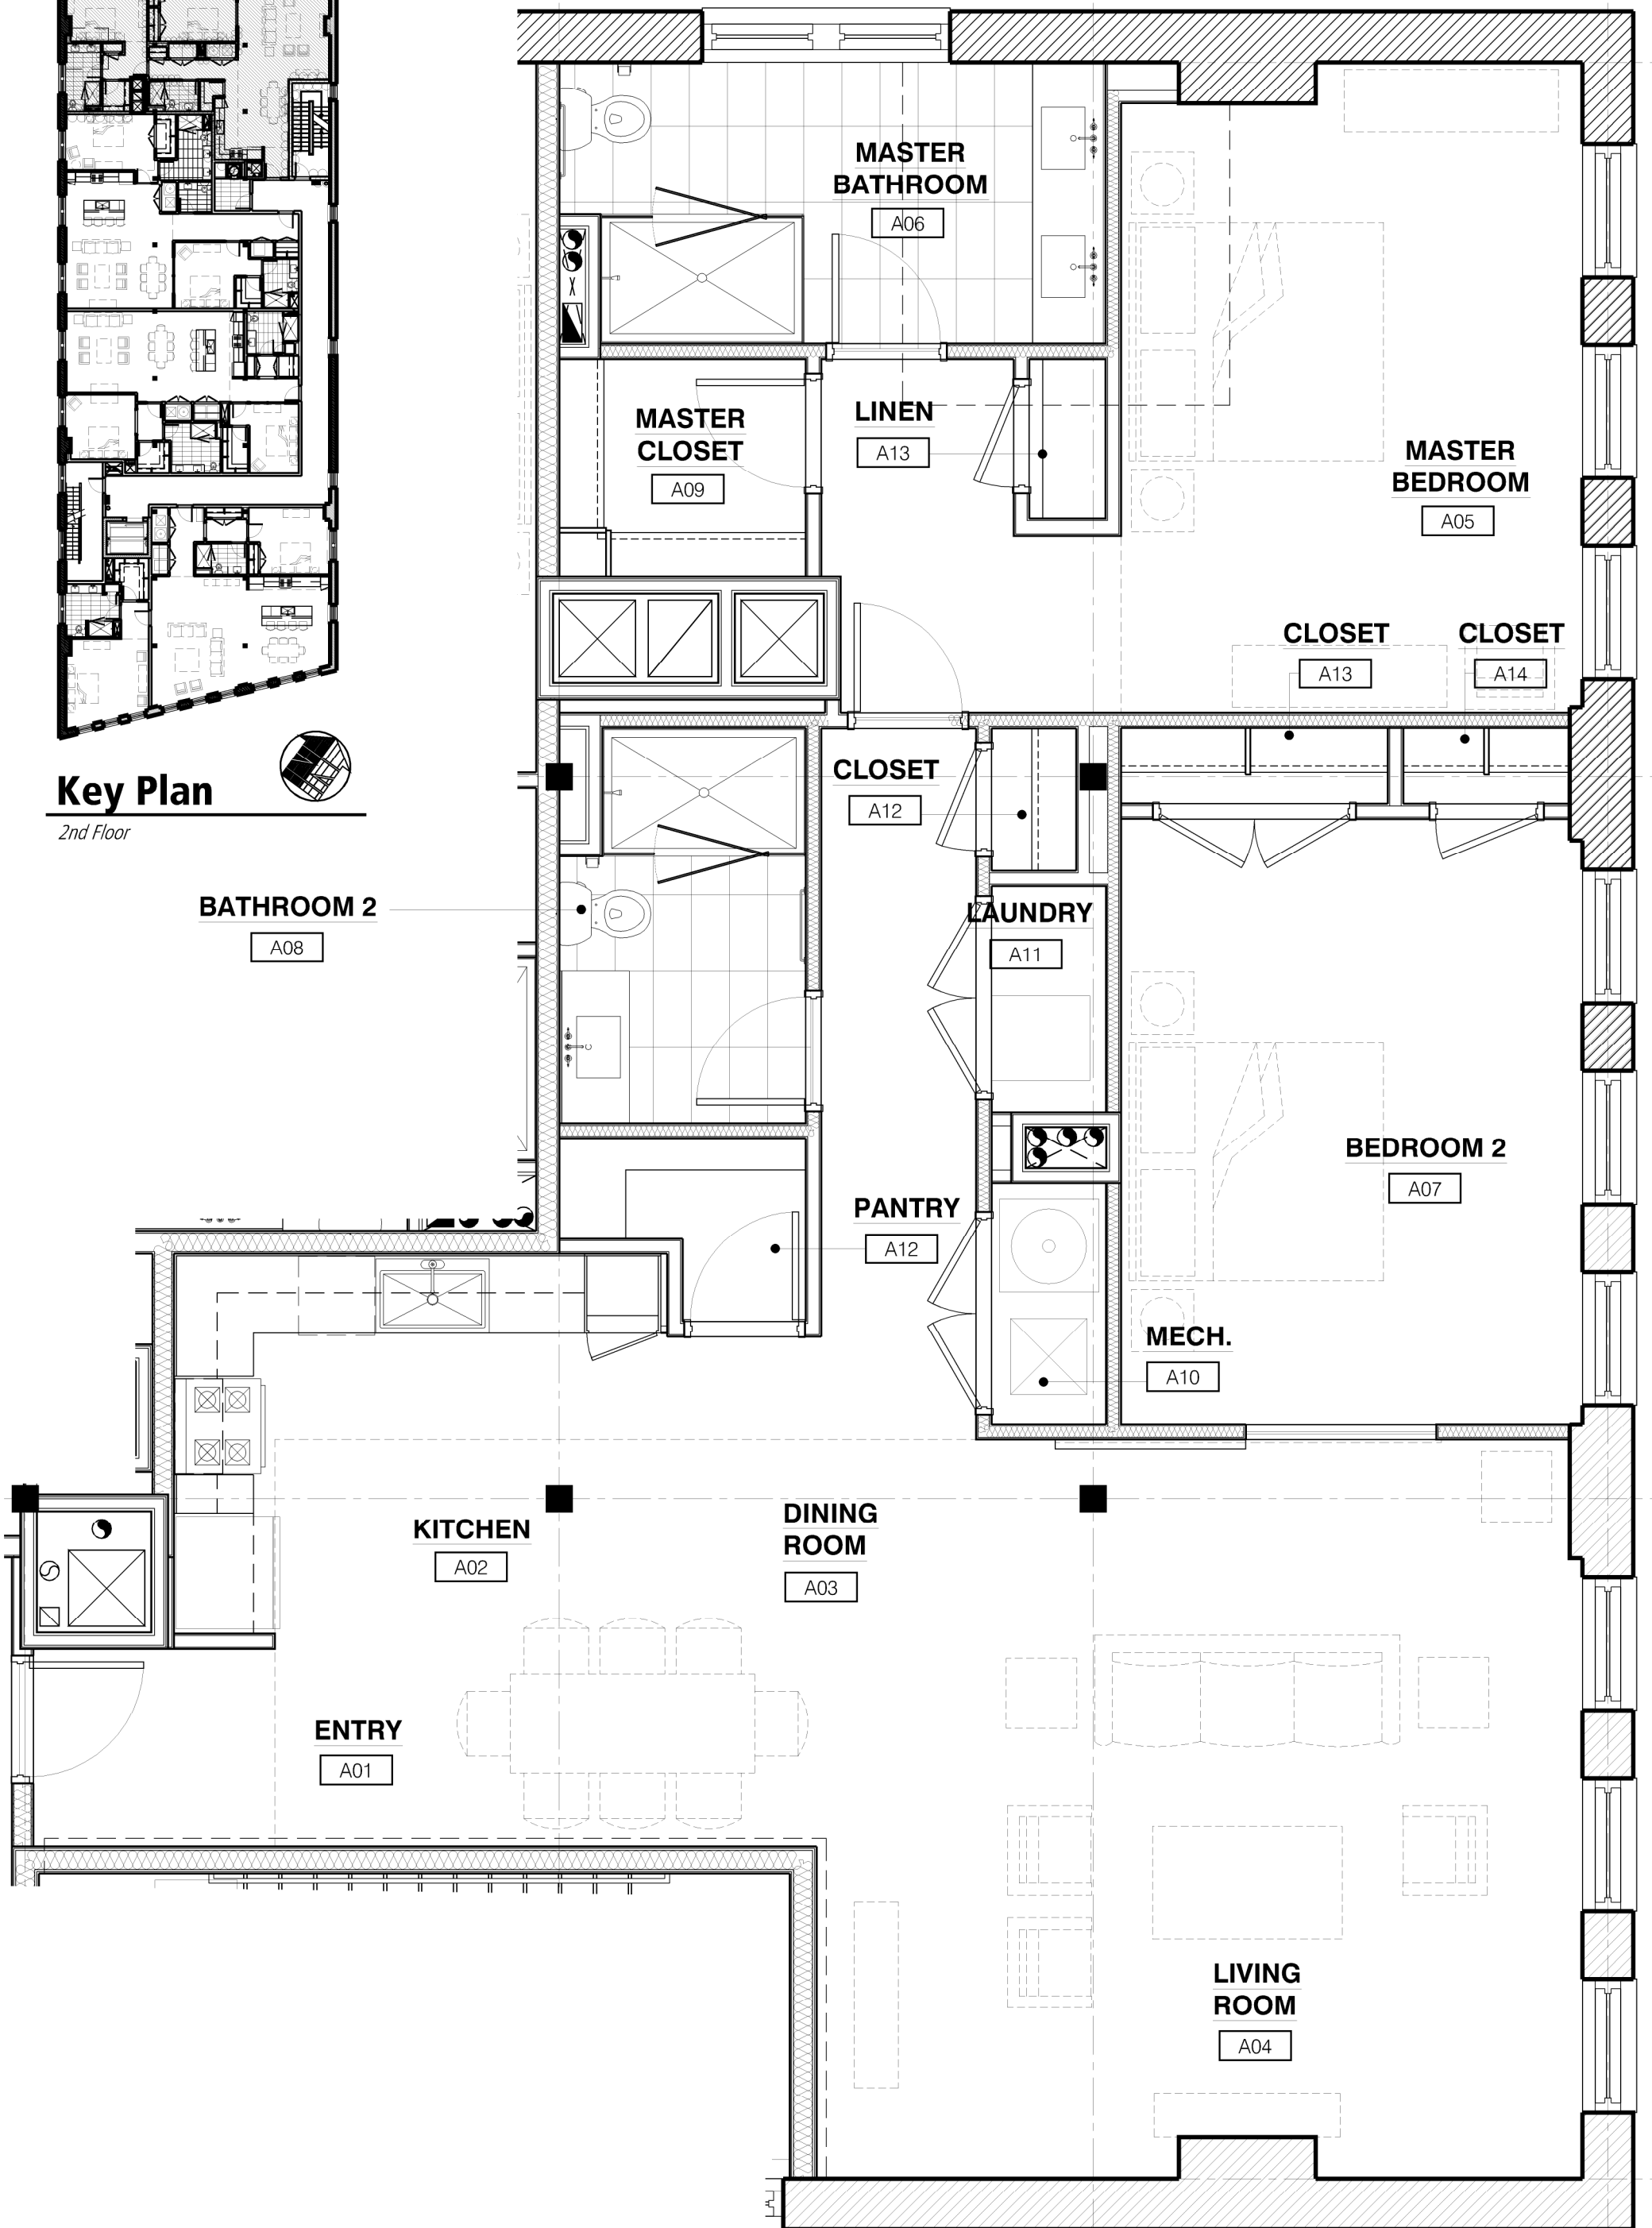 MASTER
BATHROOM
A06
MASTER
CLOSET
A09
LINEN
A13
MASTER
BEDROOM
A05
CLOSET
A13
CLOSET
A14
Key Plan
2nd Floor
CLOSET
A12
BATHROOM 2
A08
LAUNDRY
A11
BEDROOM 2
A07
PANTRY
A12
MECH.
A10
KITCHEN
A02
DINING
ROOM
A03
ENTRY
A01
LIVING
ROOM
A04